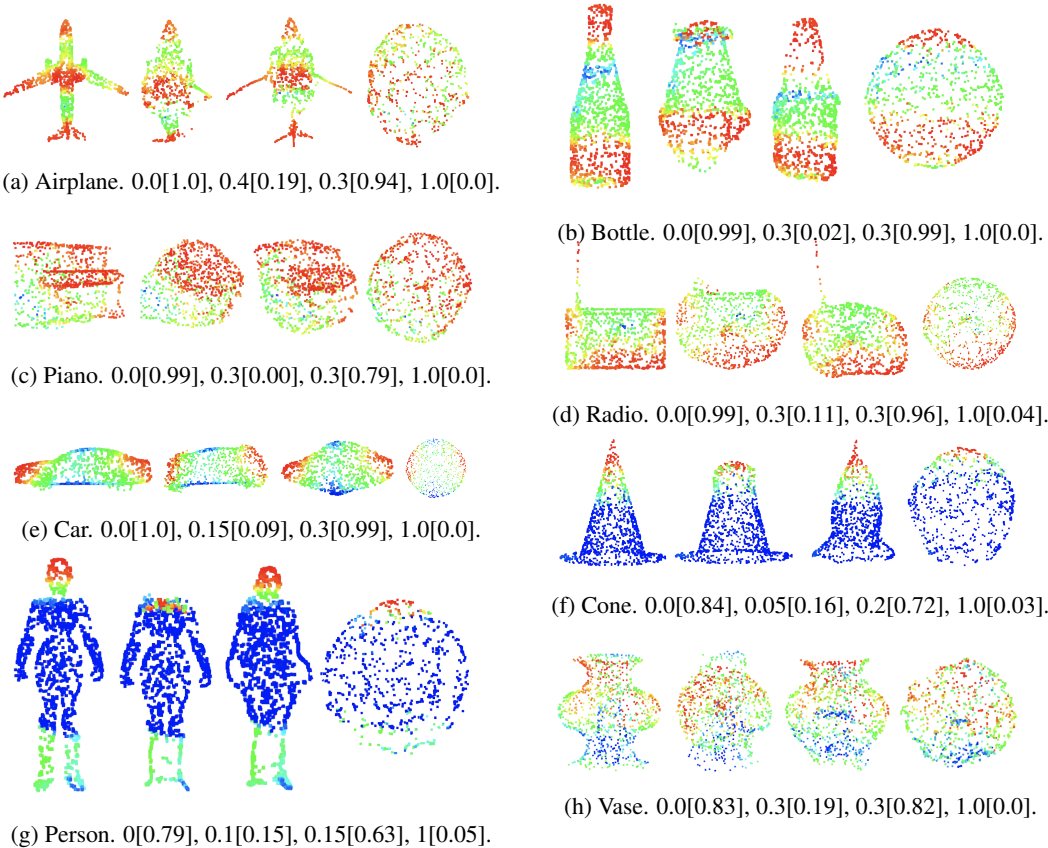 (a) Airplane. 0.0[1.0], 0.4[0.19], 0.3[0.94], 1.0[0.0].
(b) Bottle. 0.0[0.99], 0.3[0.02], 0.3[0.99], 1.0[0.0].
(c) Piano. 0.0[0.99], 0.3[0.00], 0.3[0.79], 1.0[0.0].
(d) Radio. 0.0[0.99], 0.3[0.11], 0.3[0.96], 1.0[0.04].
(e) Car. 0.0[1.0], 0.15[0.09], 0.3[0.99], 1.0[0.0].
(f) Cone. 0.0[0.84], 0.05[0.16], 0.2[0.72], 1.0[0.03].
(g) Person. 0[0.79], 0.1[0.15], 0.15[0.63], 1[0.05].
(h) Vase. 0.0[0.83], 0.3[0.19], 0.3[0.82], 1.0[0.0].